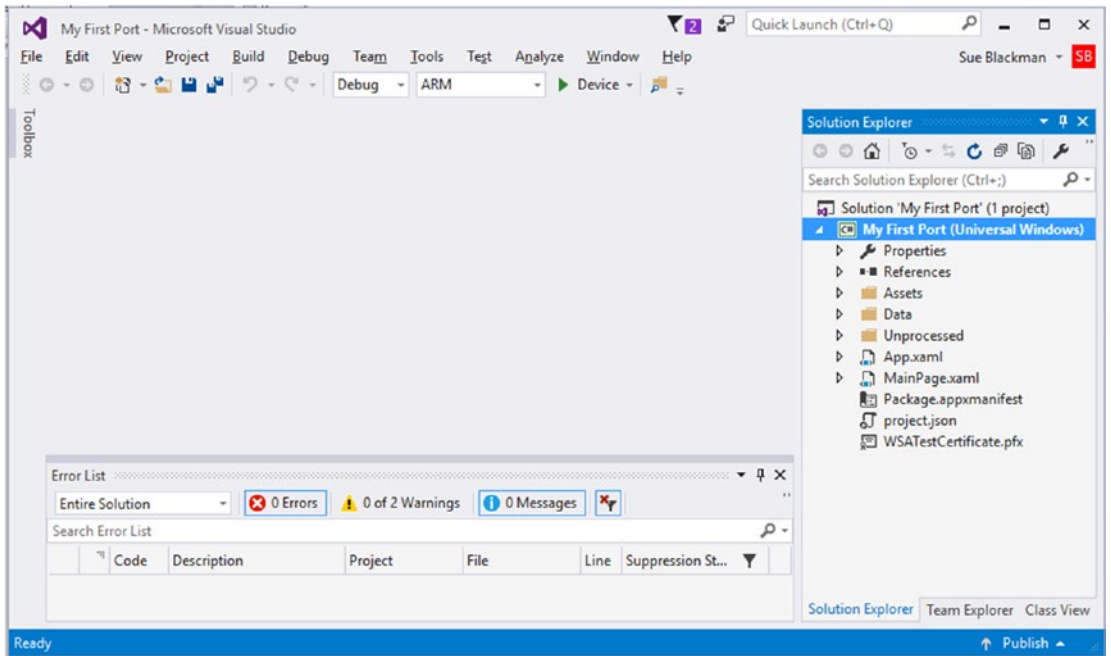 My First Port - Microsoft Visual Studio
2
Quick Launch (Ctrl+Q)
File Edit View Project Build Debug Team Tools Test Analyze Window Help
Sue Blackman SB
Debug ARM Device
Toolbox
Solution Explorer
Search Solution Explorer (Ctrl+;)
Solution 'My First Port' (1 project)
C# My First Port (Universal Windows)
Properties
References
Assets
Data
Unprocessed
App.xaml
MainPage.xaml
Package.appxmanifest
project.json
WSATestCertificate.pfx
Error List
Entire Solution 0 Errors 0 of 2 Warnings 0 Messages
Search Error List
Code Description Project File Line Suppression St...
Solution Explorer Team Explorer Class View
Ready Publish